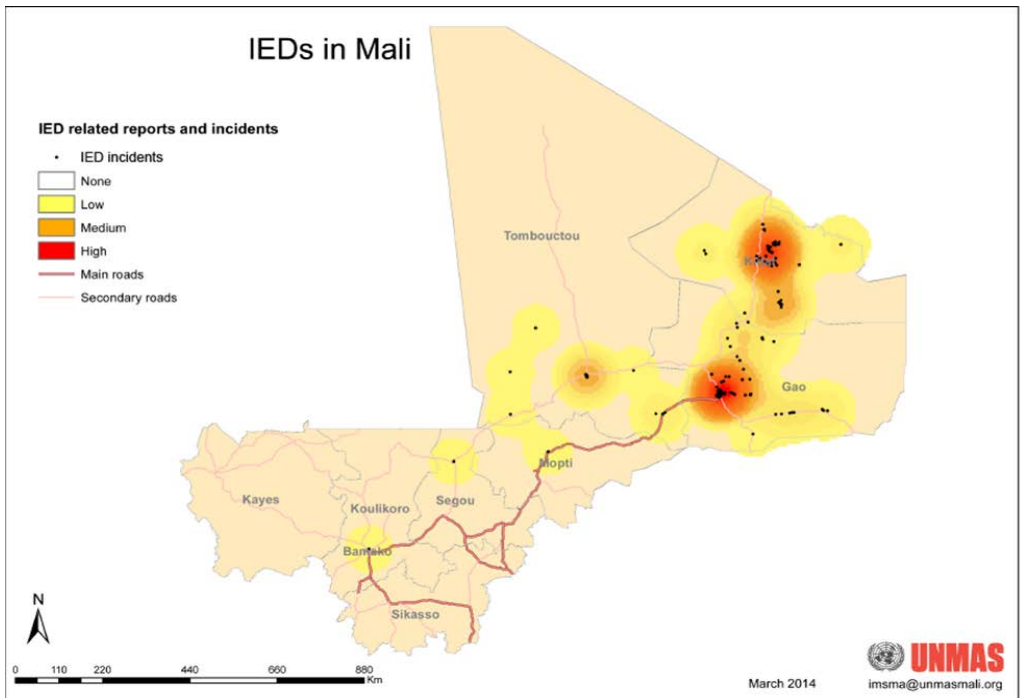 IEDs in Mali
IED related reports and incidents
IED incidents
None
Low
Medium
High
Main roads
Secondary roads
Tombouctou
Gao
Mopti
Segou
Kayes
Koulikoro
Bamako
Sikasso
N
0 110 220 440 660 880
Km
March 2014
UNMAS
imsma@unmasmali.org